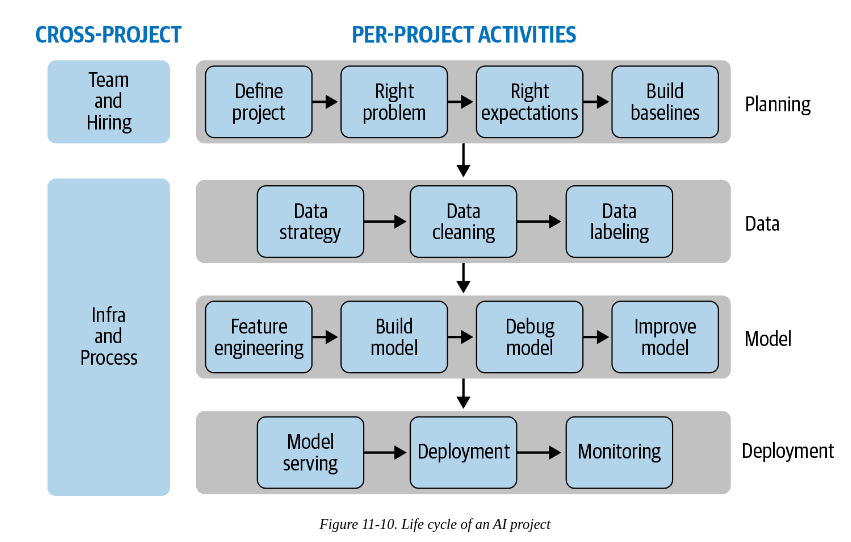 CROSS-PROJECT
PER-PROJECT ACTIVITIES
Team
and
Hiring
Define
project
Right
problem
Right
expectations
Build
baselines
Planning
Data
strategy
Data
cleaning
Data
labeling
Data
Infra
and
Process
Feature
engineering
Build
model
Debug
model
Improve
model
Model
Model
serving
Deployment
Monitoring
Deployment
Figure 11-10. Life cycle of an AI project